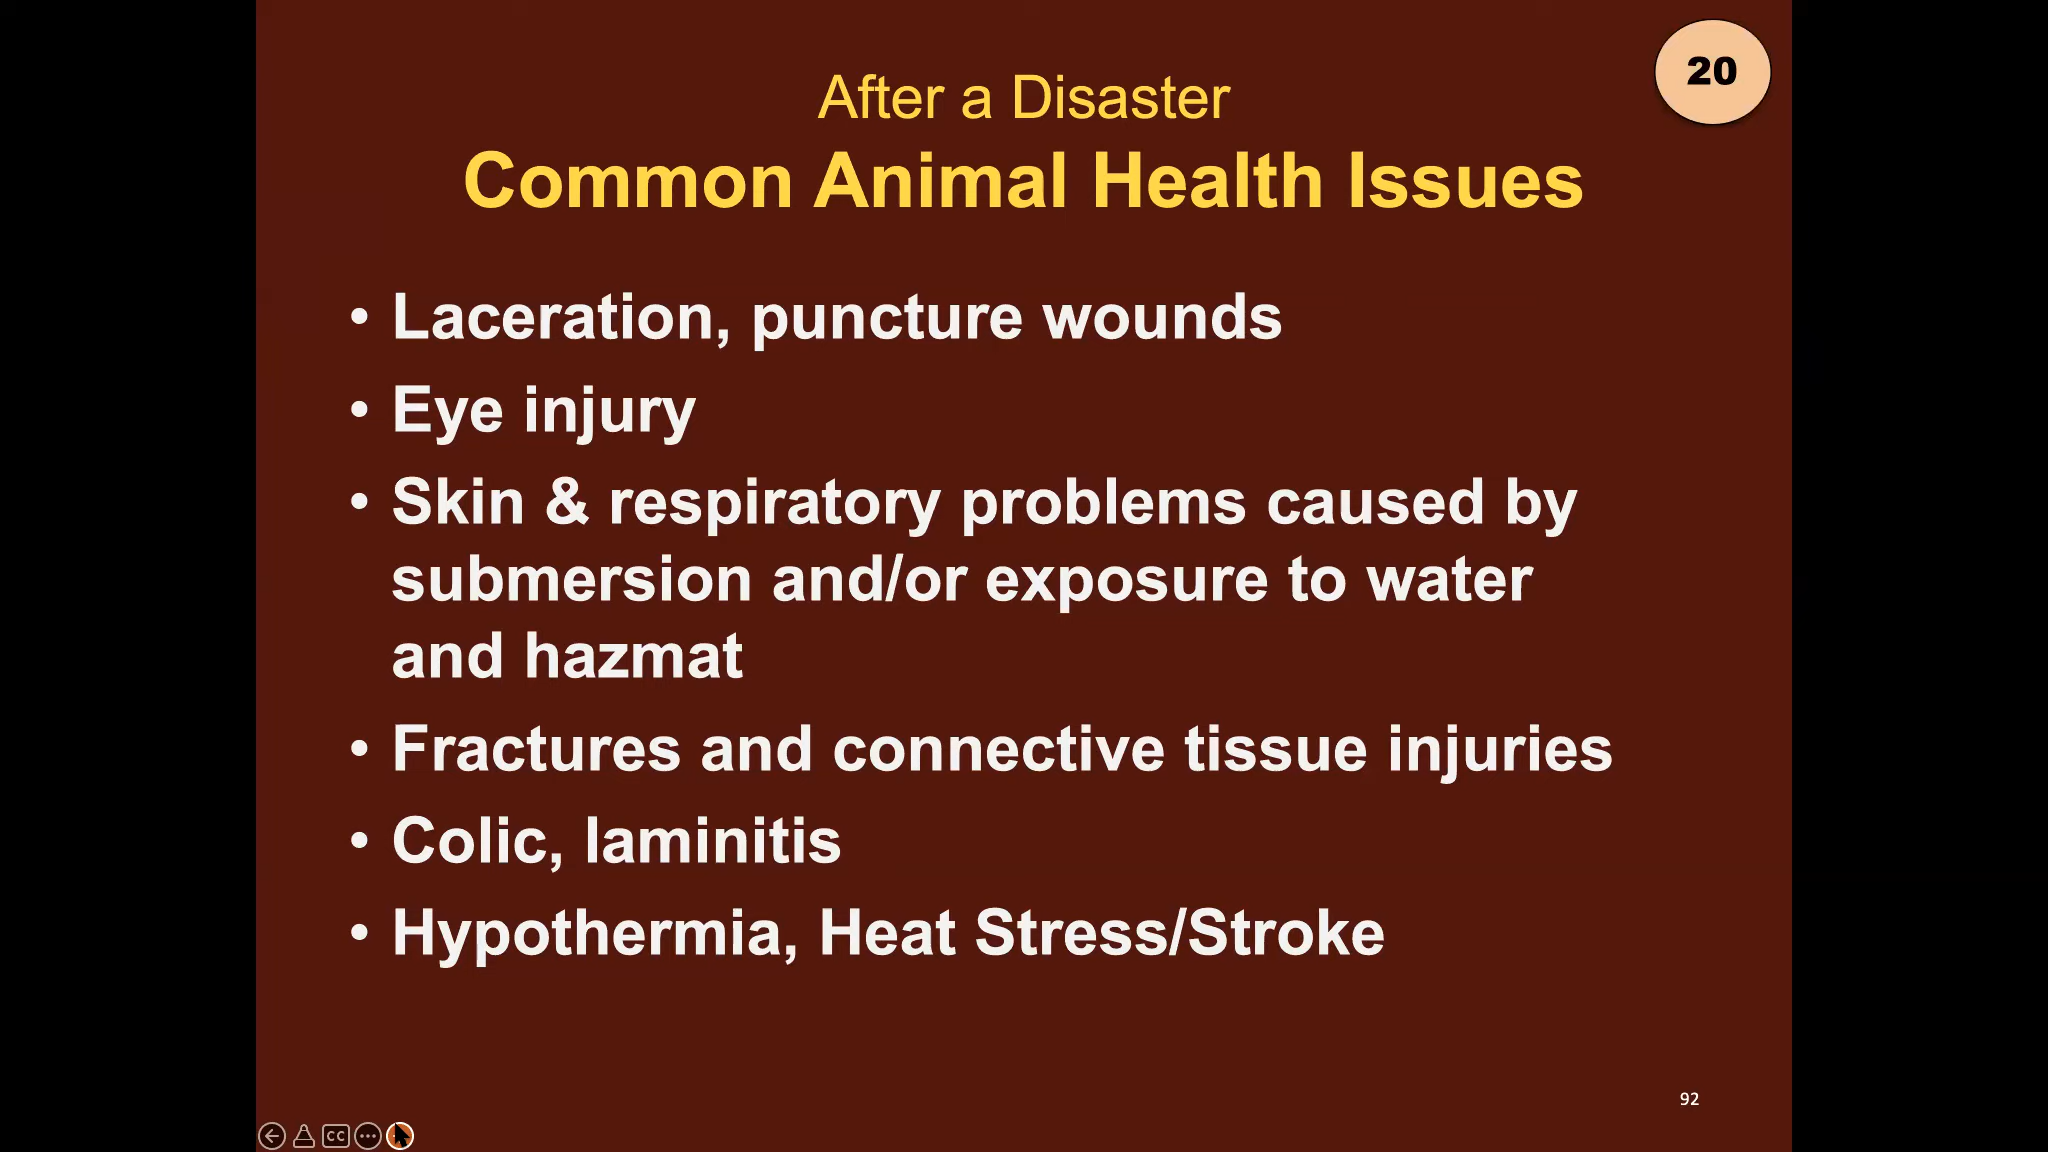 20
After a Disaster
Common Animal Health Issues
• Laceration, puncture wounds
• Eye injury
• Skin & respiratory problems caused by
submersion and/or exposure to water
and hazmat
• Fractures and connective tissue injuries
• Colic, laminitis
• Hypothermia, Heat Stress/Stroke
92
CC